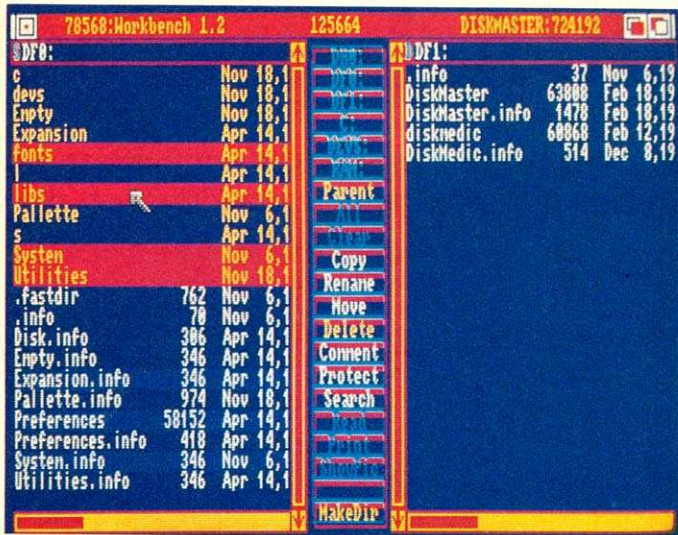 78568:Workbench 1.2 125664 DISKMASTER:724192
DF0:
c Nov 18,1
devs Nov 18,1
Empty Nov 18,1
Expansion Apr 14,1
fonts Apr 14,1
l Apr 14,1
libs Apr 14,1
Pallette Nov 6,1
s Apr 14,1
System Nov 6,1
Utilities Nov 18,1
.fastdir 762 Nov 6,1
.info 70 Nov 6,1
Disk.info 306 Apr 14,1
Empty.info 346 Apr 14,1
Expansion.info 346 Apr 14,1
Pallette.info 974 Nov 18,1
Preferences 58152 Apr 14,1
Preferences.info 418 Apr 14,1
System.info 346 Nov 6,1
Utilities.info 346 Apr 14,1
Parent
All
Clear
Copy
Rename
Move
Delete
Comment
Protect
Search
Read
Print
ShowPic
MakeDir
DF1:
.info 37 Nov 6,19
DiskMaster 63808 Feb 18,19
DiskMaster.info 1478 Feb 18,19
diskmedic 60868 Feb 12,19
DiskMedic.info 514 Dec 8,19